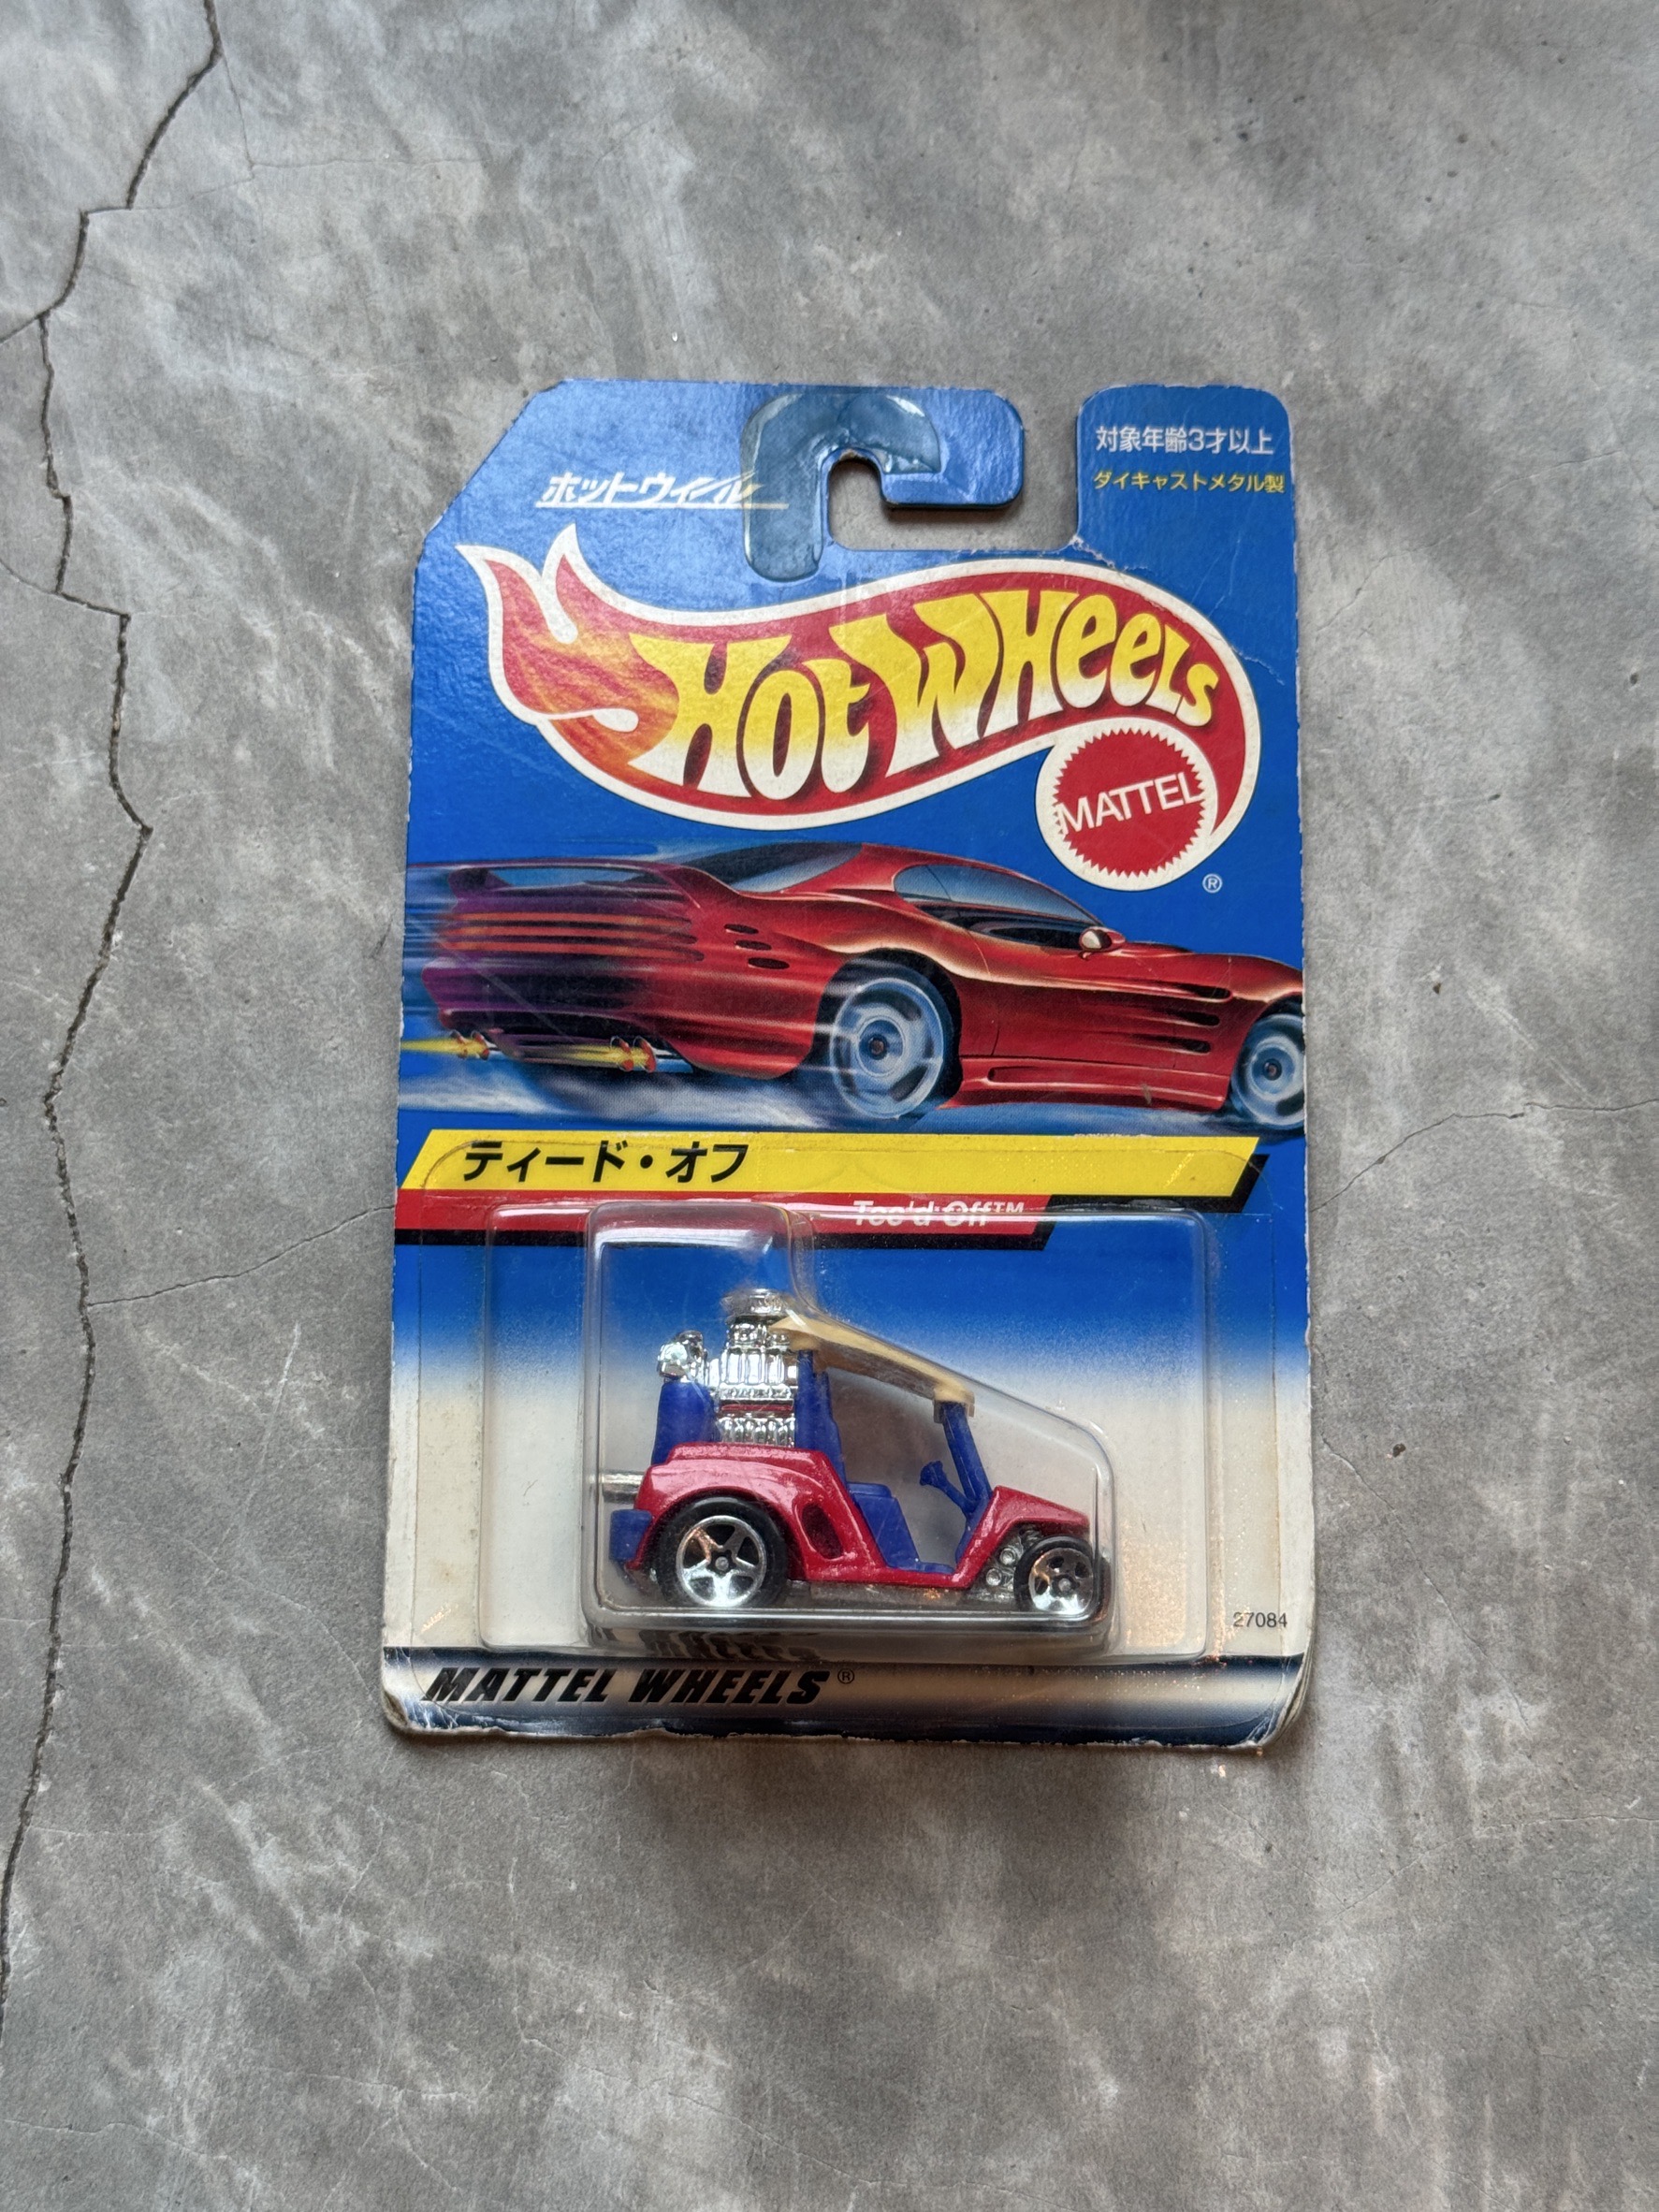 ホットウィール
対象年齢3才以上
ダイキャストメタル製
HOT WHEELS
MATTEL
®
ティード・オフ
Tee'd Off™
27084
MATTEL WHEELS®